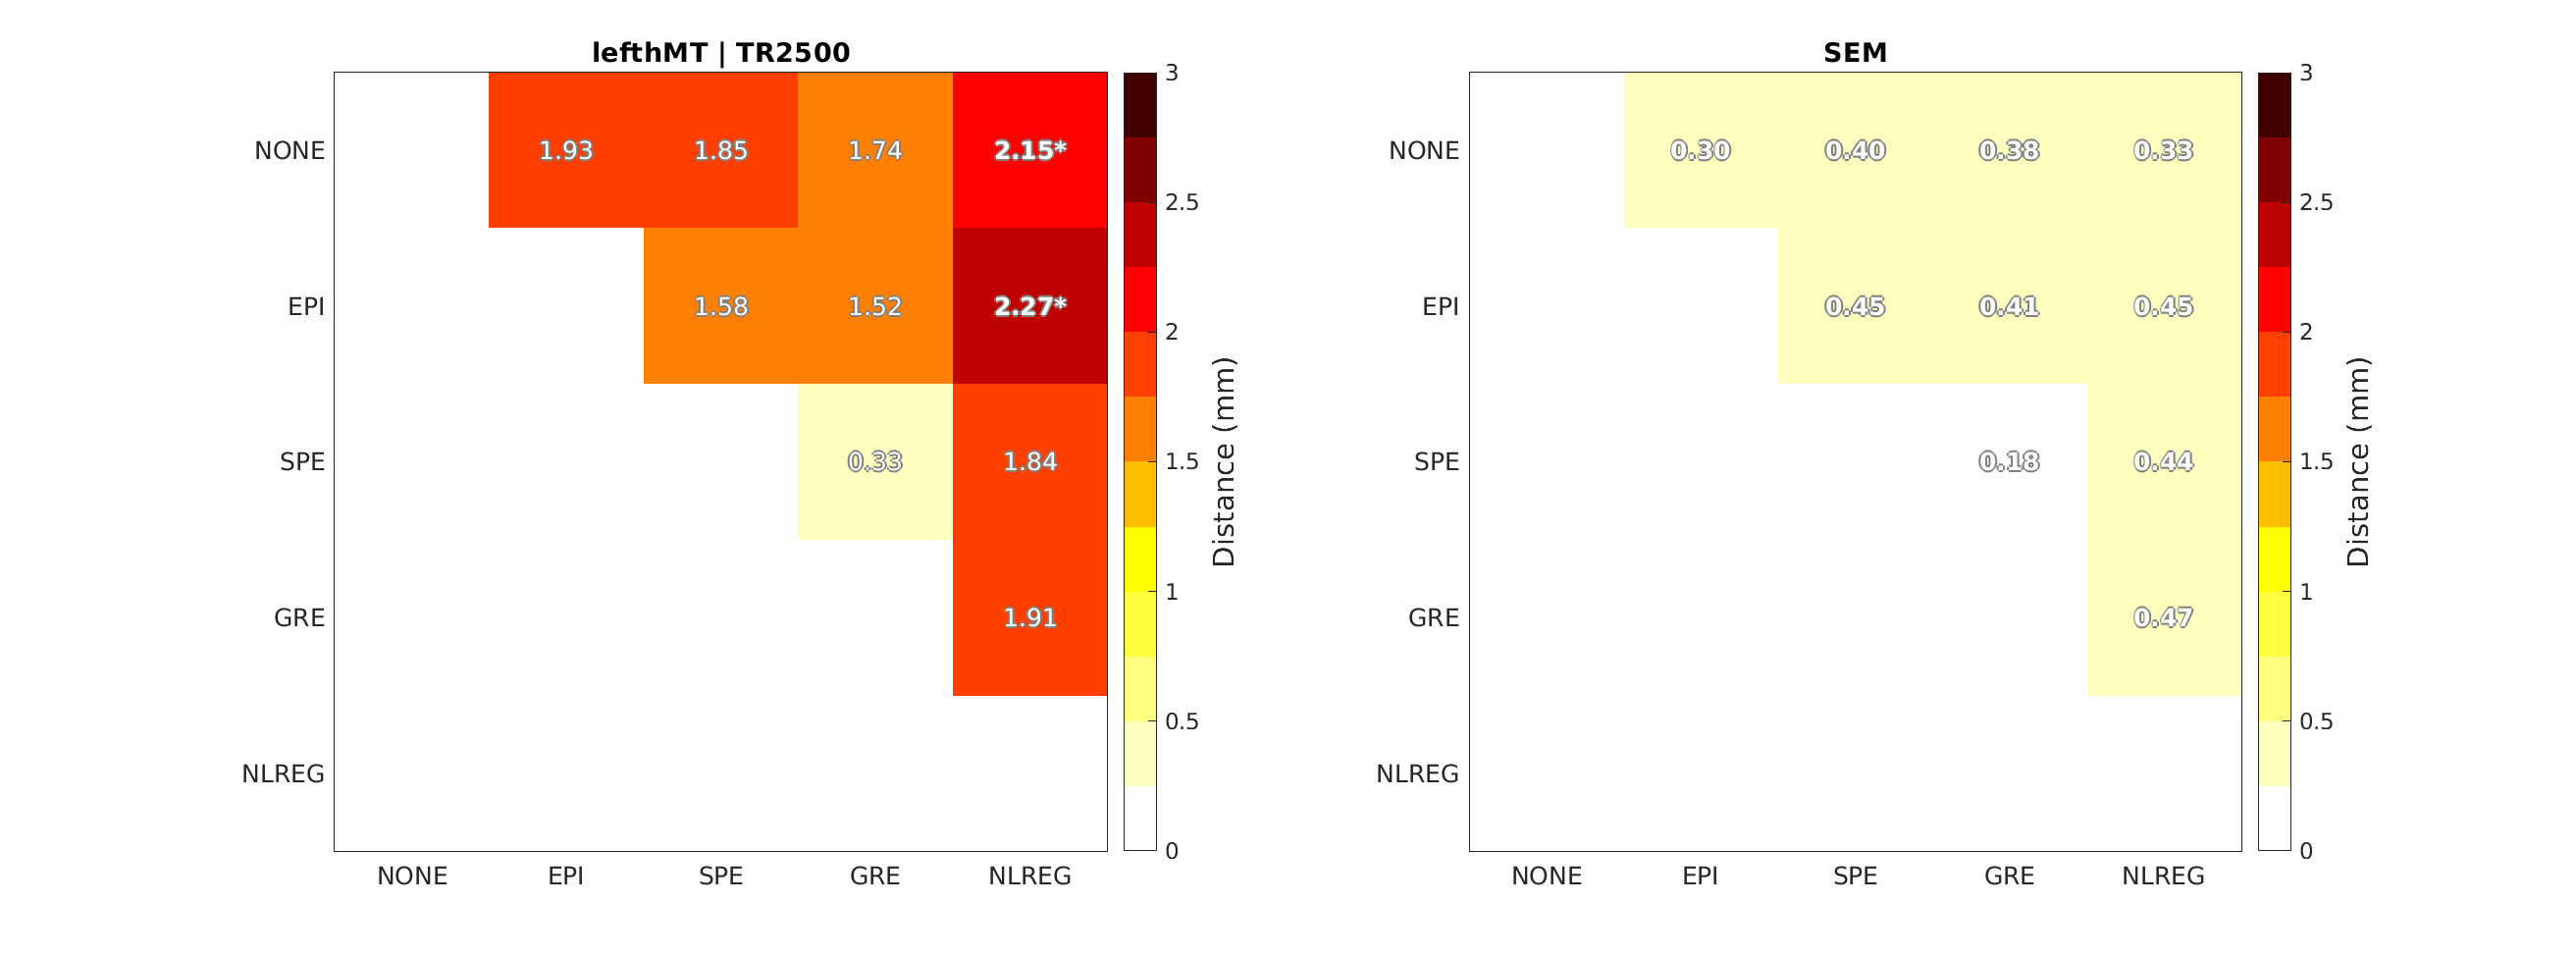 lefthMT | TR2500
NONE 1.93 1.85 1.74 2.15*
EPI 1.58 1.52 2.27*
SPE 0.33 1.84
GRE 1.91
NLREG
NONE EPI SPE GRE NLREG
3
2.5
2
1.5
1
0.5
0
Distance (mm)
SEM
NONE 0.30 0.40 0.38 0.33
EPI 0.45 0.41 0.45
SPE 0.18 0.44
GRE 0.47
NLREG
NONE EPI SPE GRE NLREG
3
2.5
2
1.5
1
0.5
0
Distance (mm)